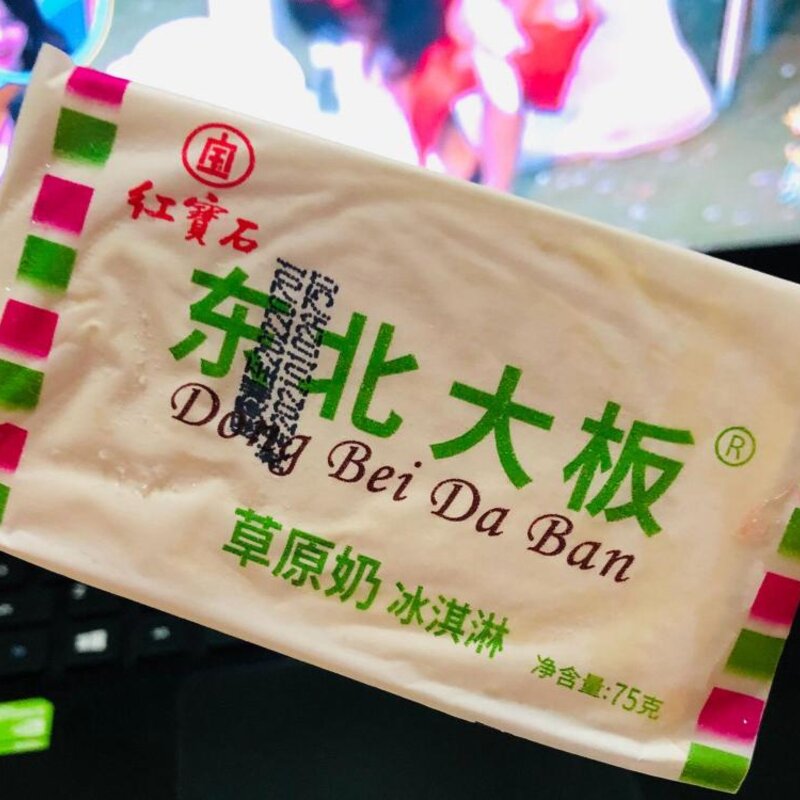 紅寶石
东北大板®
Dong Bei Da Ban
草原奶 冰淇淋
净含量:75克